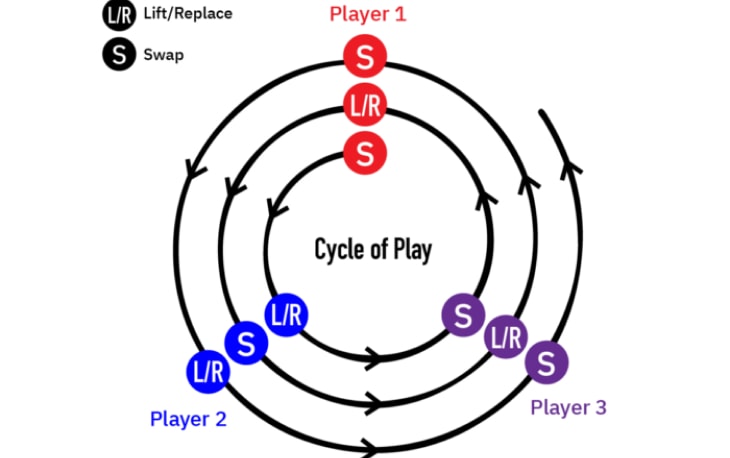 Player 1
L/R Lift/Replace
S Swap
S
L/R
S
Cycle of Play
L/R
S
S
L/R
L/R
S
Player 2
Player 3